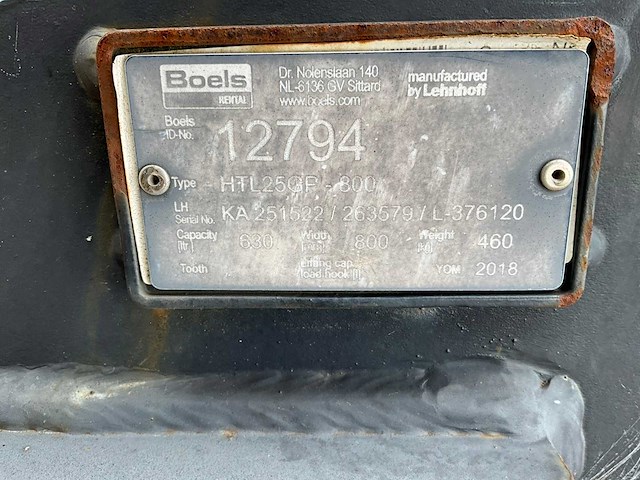 Boels
RENTAL
Dr. Nolenslaan 140
NL-6136 GV Sittard
www.boels.com
manufactured
by Lehnhoff
Boels
ID-No. 12794
Type HTL25GP - 800
LH
Serial No. KA 251522 / 263579 / L-376120
Capacity
[ltr] 630
Width
800
Weight
[kg] 460
Tooth
Lifting cap.
load hook [t]
YOM 2018